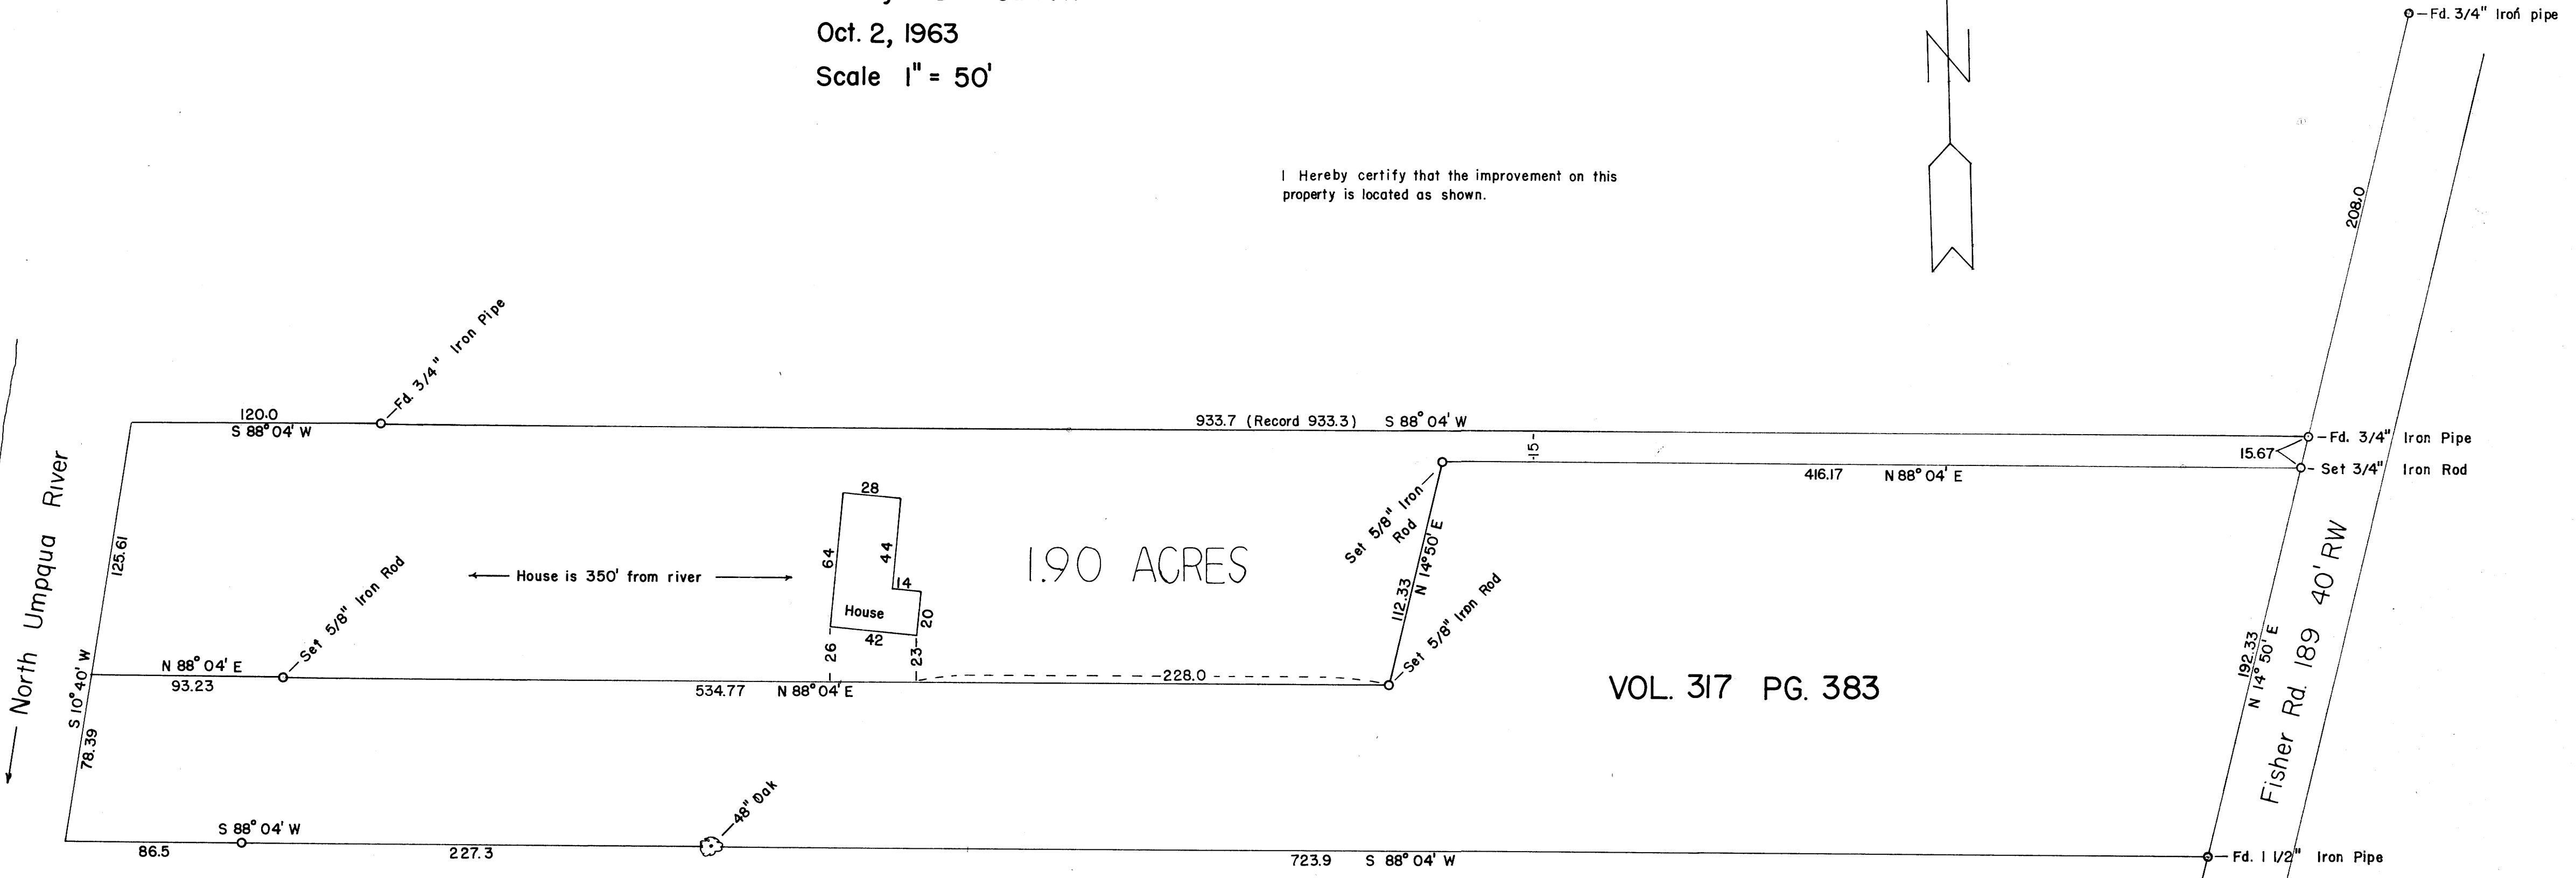 Oct. 2, 1963
Scale 1" = 50'
Fd. 3/4" Iron pipe
N
I Hereby certify that the improvement on this
property is located as shown.
208.0
Fd. 3/4" Iron Pipe
120.0
S 88° 04' W
933.7 (Record 933.3) S 88° 04' W
Fd. 3/4" Iron Pipe
-15-
15.67
Set 3/4" Iron Rod
416.17 N 88° 04' E
North Umpqua River
125.61
28
64
44
14
House
20
42
26
23
House is 350' from river
1.90 ACRES
Set 5/8" Iron
Rod
112.33
N 14° 50' E
Set 5/8" Iron Rod
Set 5/8" Iron Rod
S 10° 40' W
N 88° 04' E
93.23
534.77 N 88° 04' E
228.0
VOL. 317 PG. 383
192.33
N 14° 50' E
Fisher Rd. 189 40' RW
78.39
48" Oak
S 88° 04' W
86.5
227.3
723.9 S 88° 04' W
Fd. 1 1/2" Iron Pipe